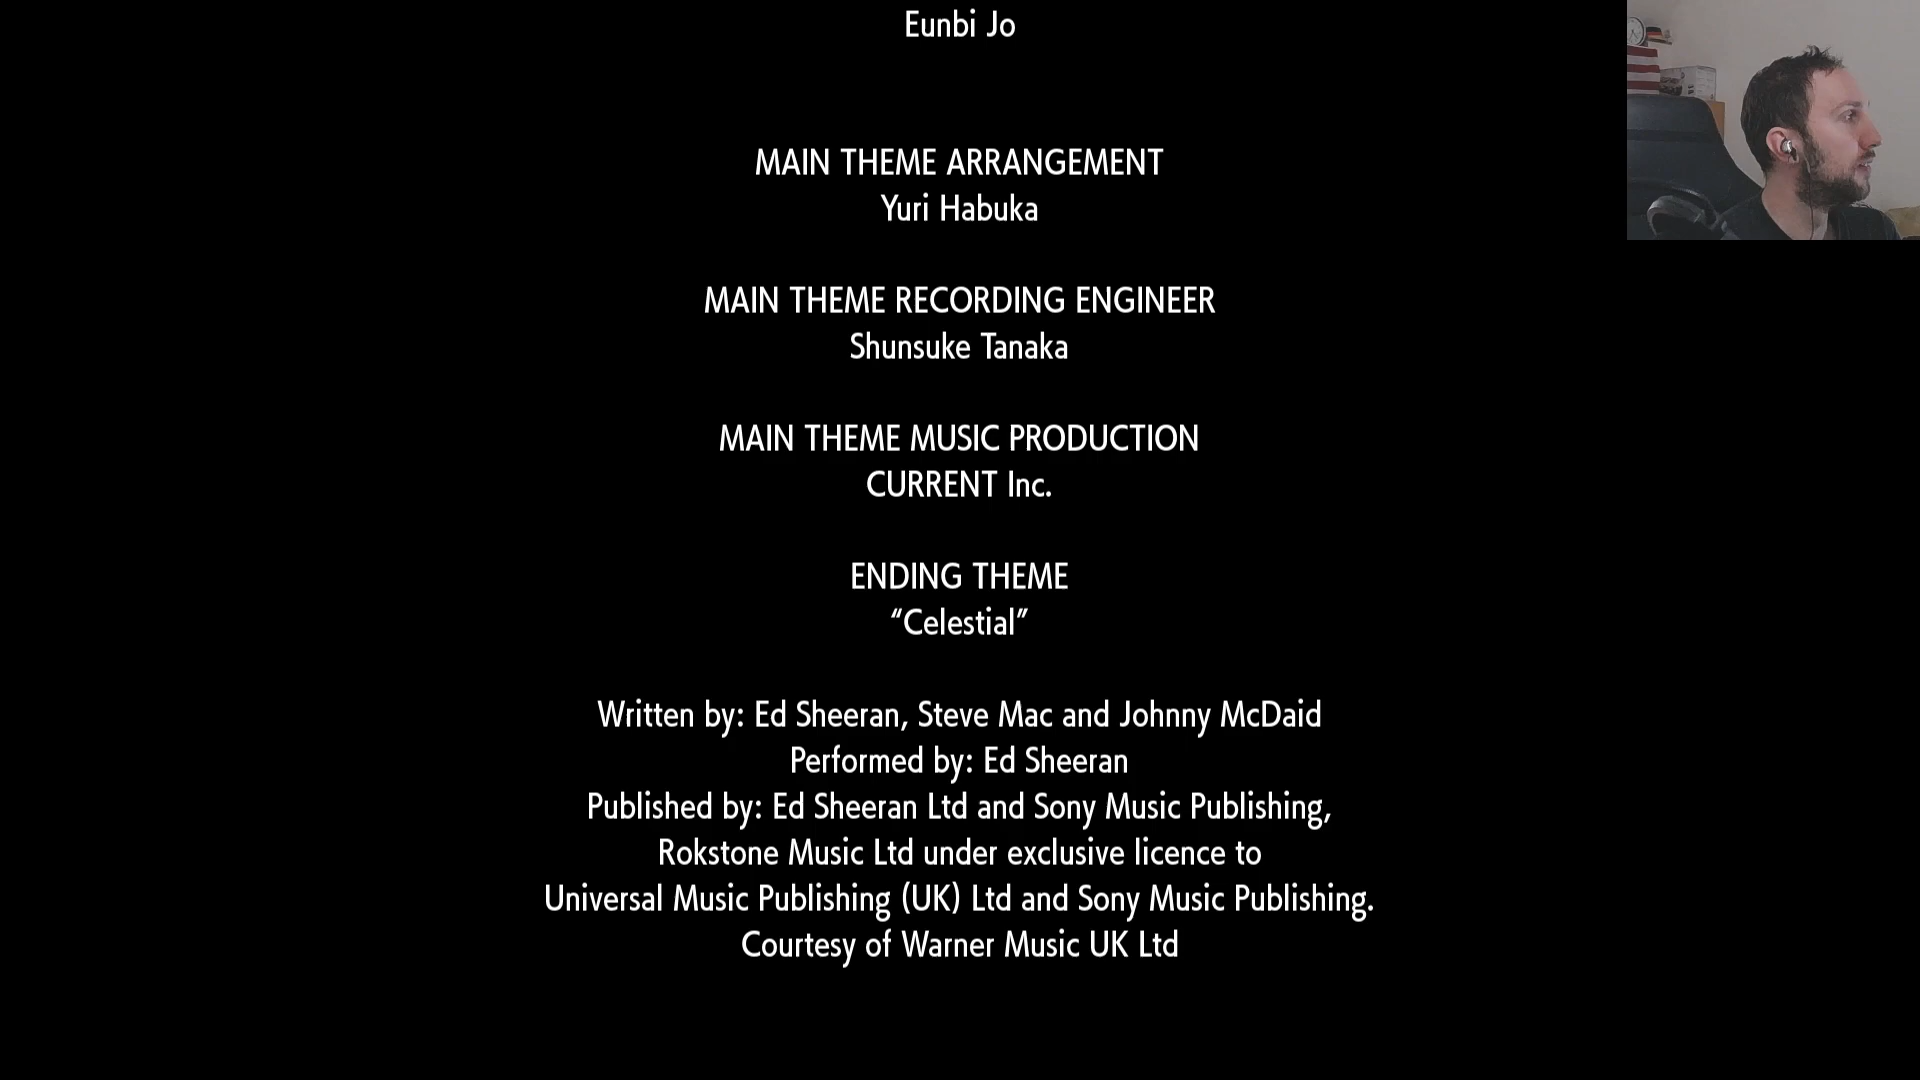 Eunbi Jo
MAIN THEME ARRANGEMENT
Yuri Habuka
MAIN THEME RECORDING ENGINEER
Shunsuke Tanaka
MAIN THEME MUSIC PRODUCTION
CURRENT Inc.
ENDING THEME
“Celestial”
Written by: Ed Sheeran, Steve Mac and Johnny McDaid
Performed by: Ed Sheeran
Published by: Ed Sheeran Ltd and Sony Music Publishing,
Rokstone Music Ltd under exclusive licence to
Universal Music Publishing (UK) Ltd and Sony Music Publishing.
Courtesy of Warner Music UK Ltd